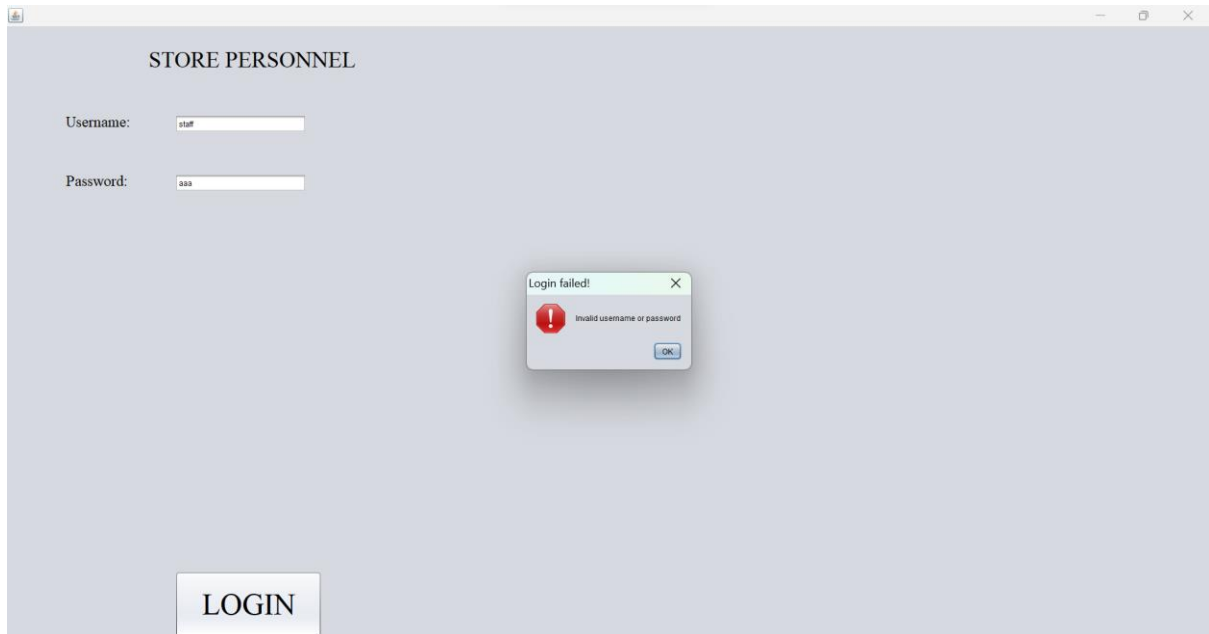 STORE PERSONNEL
Username:
staff
Password:
aaa
Login failed!
Invalid username or password
OK
LOGIN